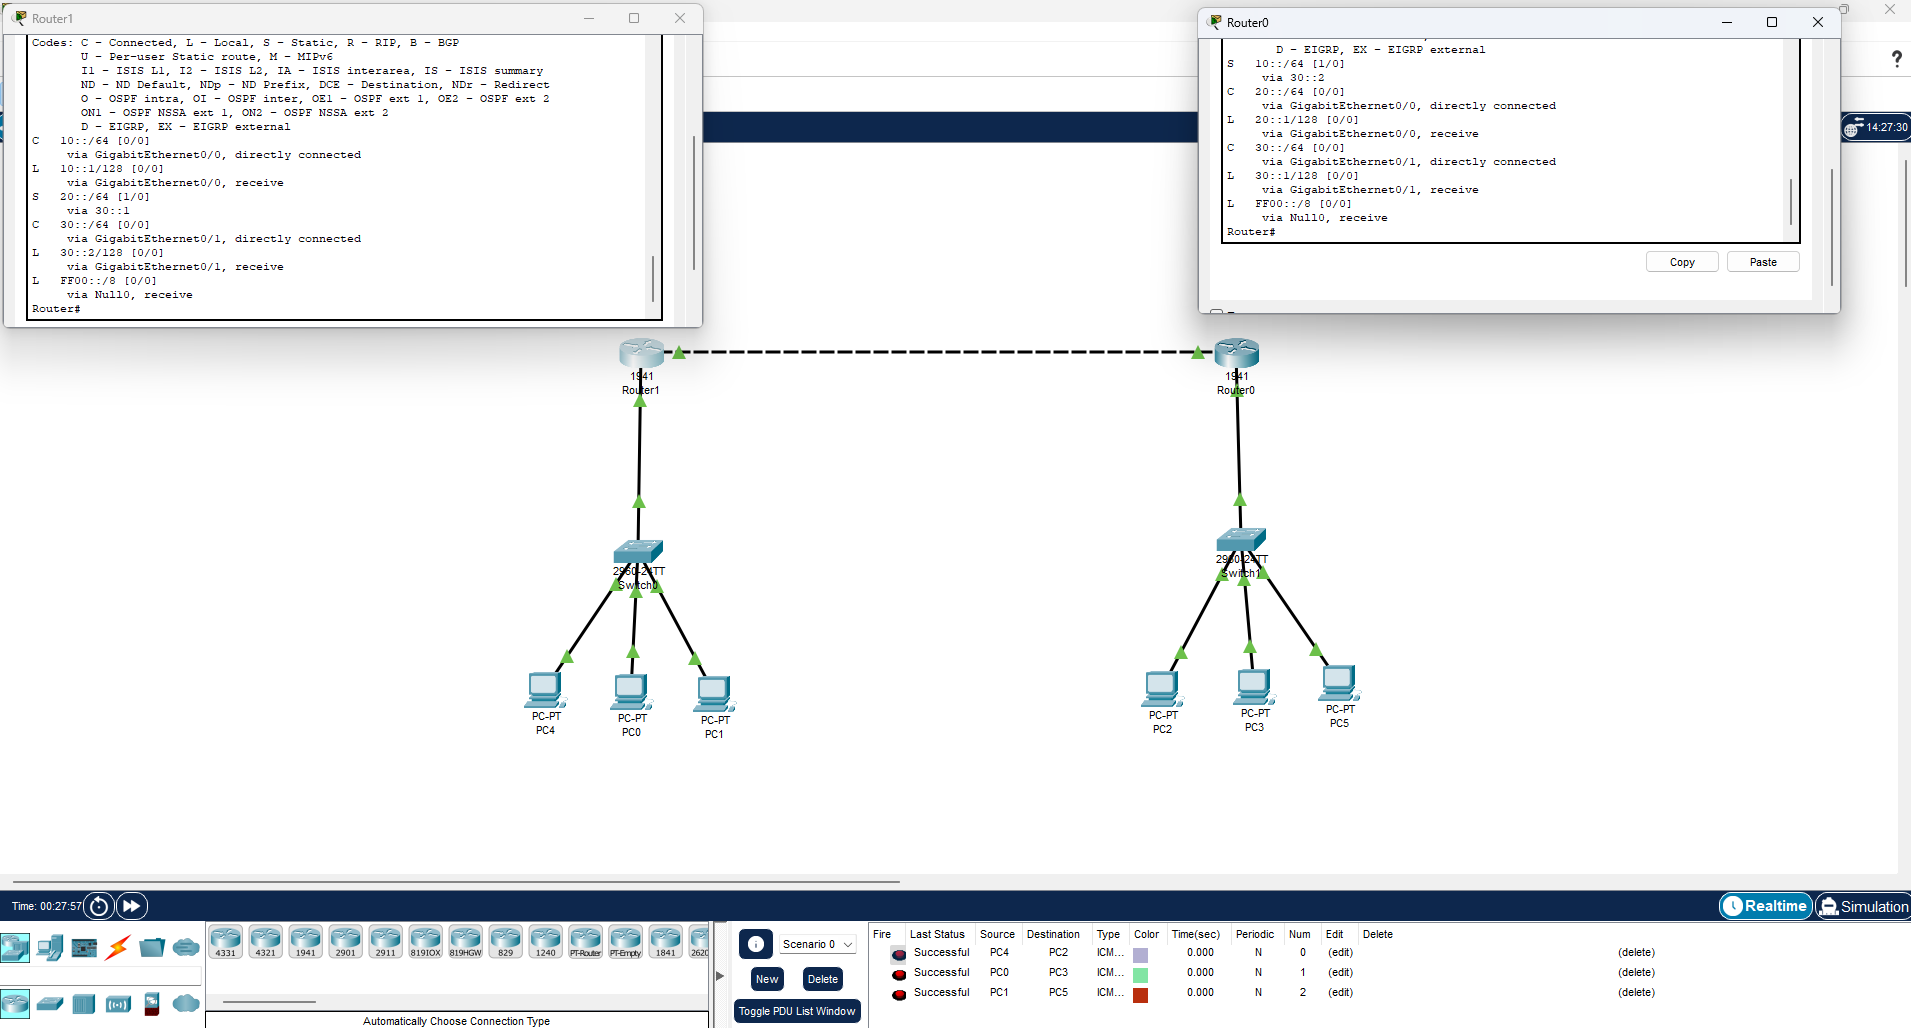 Router1
Codes: C - Connected, L - Local, S - Static, R - RIP, B - BGP
U - Per-user Static route, M - MIPv6
I1 - ISIS L1, I2 - ISIS L2, IA - ISIS interarea, IS - ISIS summary
ND - ND Default, NDp - ND Prefix, DCE - Destination, NDr - Redirect
O - OSPF intra, OI - OSPF inter, OE1 - OSPF ext 1, OE2 - OSPF ext 2
ON1 - OSPF NSSA ext 1, ON2 - OSPF NSSA ext 2
D - EIGRP, EX - EIGRP external
C 10::/64 [0/0]
via GigabitEthernet0/0, directly connected
L 10::1/128 [0/0]
via GigabitEthernet0/0, receive
S 20::/64 [1/0]
via 30::1
C 30::/64 [0/0]
via GigabitEthernet0/1, directly connected
L 30::2/128 [0/0]
via GigabitEthernet0/1, receive
L FF00::/8 [0/0]
via Null0, receive
Router#
Router0
D - EIGRP, EX - EIGRP external
S 10::/64 [1/0]
via 30::2
C 20::/64 [0/0]
via GigabitEthernet0/0, directly connected
L 20::1/128 [0/0]
via GigabitEthernet0/0, receive
C 30::/64 [0/0]
via GigabitEthernet0/1, directly connected
L 30::1/128 [0/0]
via GigabitEthernet0/1, receive
L FF00::/8 [0/0]
via Null0, receive
Router#
Copy Paste
?
14:27:30
1941
Router1
1941
Router0
2960-24TT
Switch0
2960-24TT
Switch1
PC-PT
PC4
PC-PT
PC0
PC-PT
PC1
PC-PT
PC2
PC-PT
PC3
PC-PT
PC5
Time: 00:27:57
Realtime Simulation
4331 4321 1941 2901 2911 819IOX 819HGW 829 1240 PT-Router PT-Empty 1841 2620
Automatically Choose Connection Type
Scenario 0
New Delete
Toggle PDU List Window
Fire Last Status Source Destination Type Color Time(sec) Periodic Num Edit Delete
Successful PC4 PC2 ICM... 0.000 N 0 (edit) (delete)
Successful PC0 PC3 ICM... 0.000 N 1 (edit) (delete)
Successful PC1 PC5 ICM... 0.000 N 2 (edit) (delete)